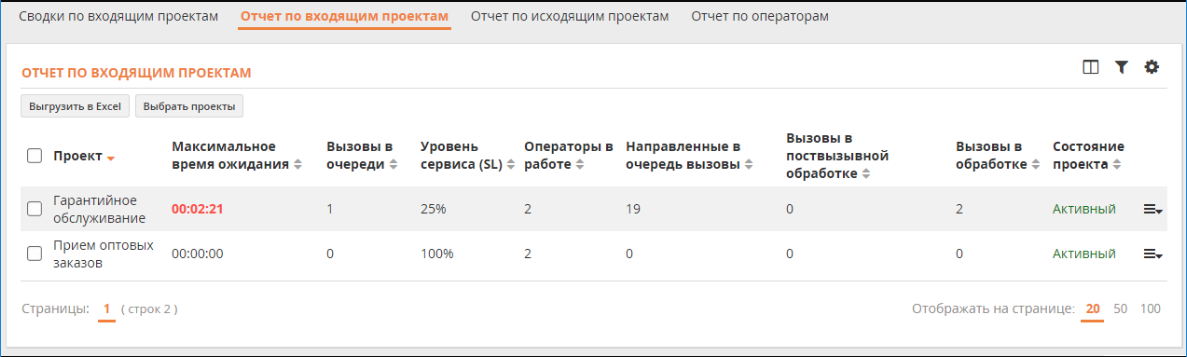 Сводки по входящим проектам Отчет по входящим проектам Отчет по исходящим проектам Отчет по операторам
ОТЧЕТ ПО ВХОДЯЩИМ ПРОЕКТАМ
Выгрузить в Excel Выбрать проекты
Проект
Максимальное
время ожидания
Вызовы в
очереди
Уровень
сервиса (SL)
Операторы в
работе
Направленные в
очередь вызовы
Вызовы в
поствызывной
обработке
Вызовы в
обработке
Состояние
проекта
Гарантийное
обслуживание
00:02:21 1 25% 2 19 0 2 Активный
Прием оптовых
заказов
00:00:00 0 100% 2 0 0 0 Активный
Страницы: 1 ( строк 2 ) Отображать на странице: 20 50 100